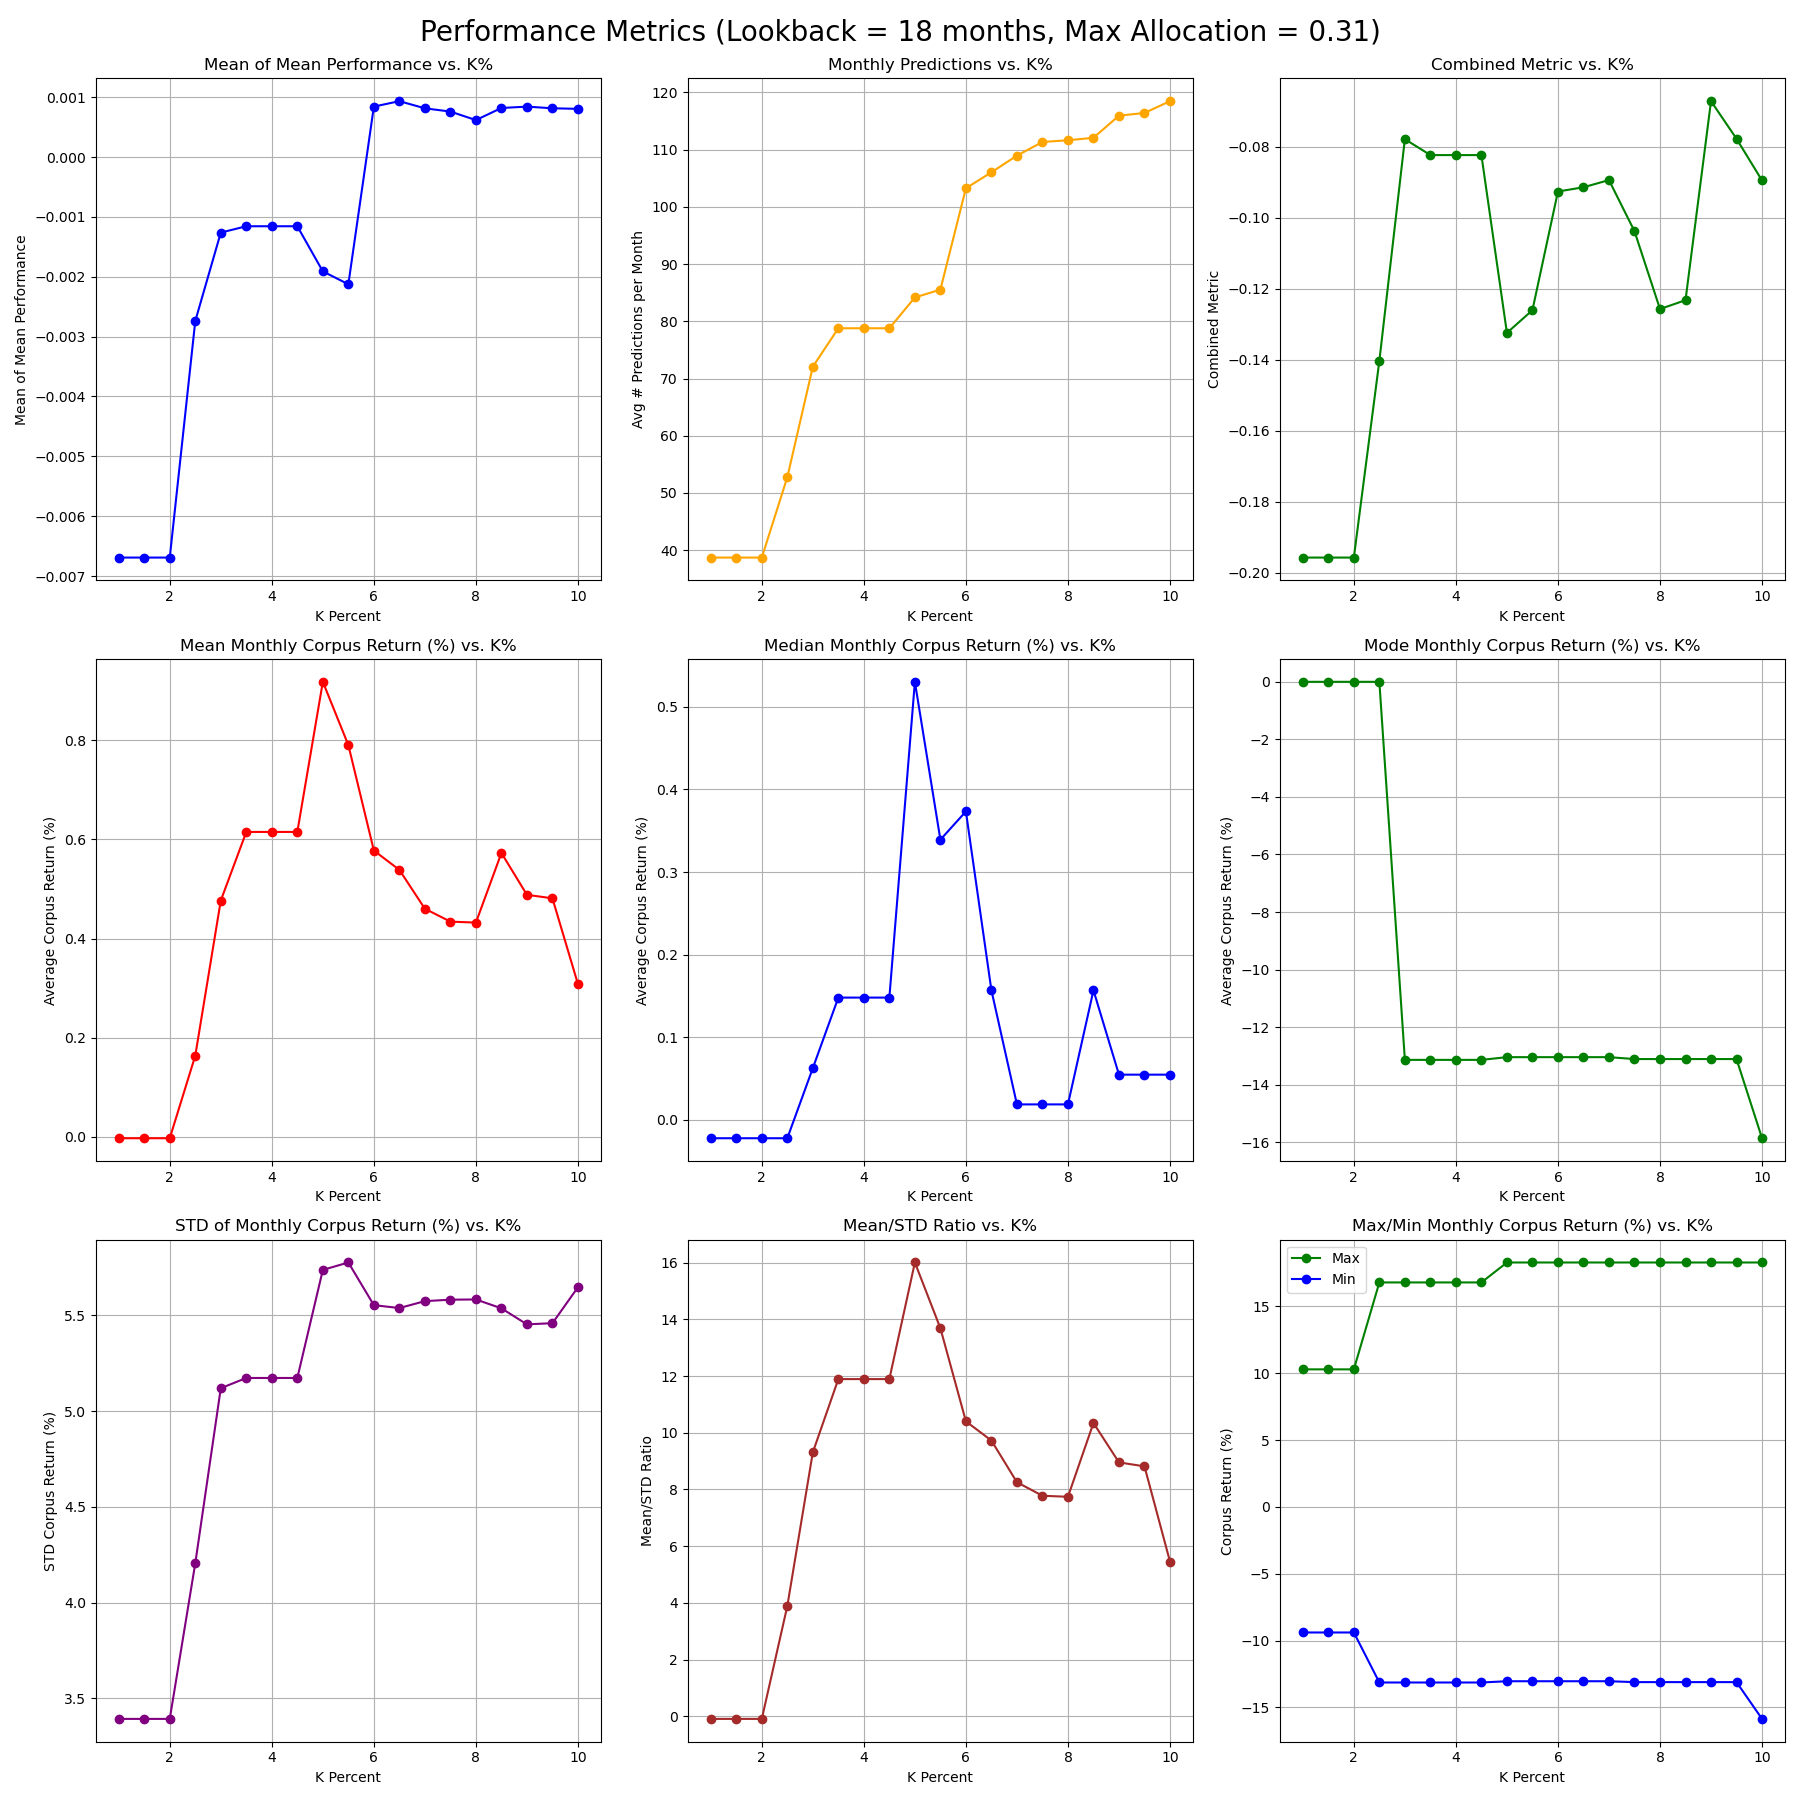 Performance Metrics (Lookback = 18 months, Max Allocation = 0.31)
Mean of Mean Performance vs. K%
Mean of Mean Performance
0.001
0.000
−0.001
−0.002
−0.003
−0.004
−0.005
−0.006
−0.007
2 4 6 8 10
K Percent
Monthly Predictions vs. K%
Avg # Predictions per Month
120
110
100
90
80
70
60
50
40
2 4 6 8 10
K Percent
Combined Metric vs. K%
Combined Metric
−0.08
−0.10
−0.12
−0.14
−0.16
−0.18
−0.20
2 4 6 8 10
K Percent
Mean Monthly Corpus Return (%) vs. K%
Average Corpus Return (%)
0.8
0.6
0.4
0.2
0.0
2 4 6 8 10
K Percent
Median Monthly Corpus Return (%) vs. K%
Average Corpus Return (%)
0.5
0.4
0.3
0.2
0.1
0.0
2 4 6 8 10
K Percent
Mode Monthly Corpus Return (%) vs. K%
Average Corpus Return (%)
0
−2
−4
−6
−8
−10
−12
−14
−16
2 4 6 8 10
K Percent
STD of Monthly Corpus Return (%) vs. K%
STD Corpus Return (%)
5.5
5.0
4.5
4.0
3.5
2 4 6 8 10
K Percent
Mean/STD Ratio vs. K%
Mean/STD Ratio
16
14
12
10
8
6
4
2
0
2 4 6 8 10
K Percent
Max/Min Monthly Corpus Return (%) vs. K%
Max
Min
Corpus Return (%)
15
10
5
0
−5
−10
−15
2 4 6 8 10
K Percent